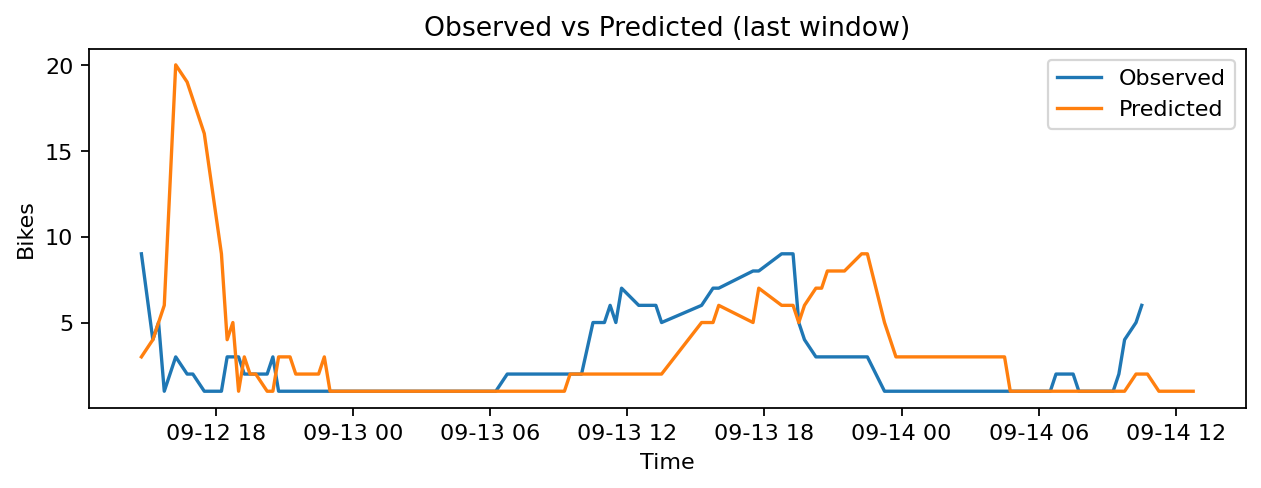 Observed vs Predicted (last window)
Observed
Predicted
20
15
10
5
Bikes
09-12 18
09-13 00
09-13 06
09-13 12
09-13 18
09-14 00
09-14 06
09-14 12
Time